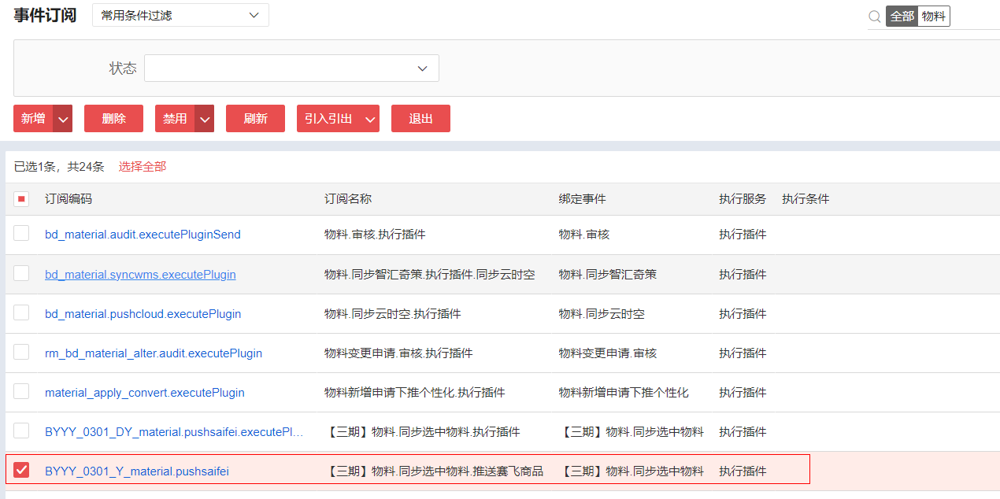 事件订阅 常用条件过滤 全部 物料
状态
新增 删除 禁用 刷新 引入引出 退出
已选1条，共24条 选择全部
订阅编码 订阅名称 绑定事件 执行服务 执行条件
bd_material.audit.executePluginSend 物料.审核.执行插件 物料.审核 执行插件
bd_material.syncwms.executePlugin 物料.同步智汇奇策.执行插件.同步云时空 物料.同步智汇奇策 执行插件
bd_material.pushcloud.executePlugin 物料.同步云时空.执行插件 物料.同步云时空 执行插件
rm_bd_material_alter.audit.executePlugin 物料变更申请.审核.执行插件 物料变更申请.审核 执行插件
material_apply_convert.executePlugin 物料新增申请下推个性化.执行插件 物料新增申请下推个性化 执行插件
BYYY_0301_DY_material.pushsaifei.executePl... 【三期】物料.同步选中物料.执行插件 【三期】物料.同步选中物料 执行插件
BYYY_0301_Y_material.pushsaifei 【三期】物料.同步选中物料.推送赛飞商品 【三期】物料.同步选中物料 执行插件